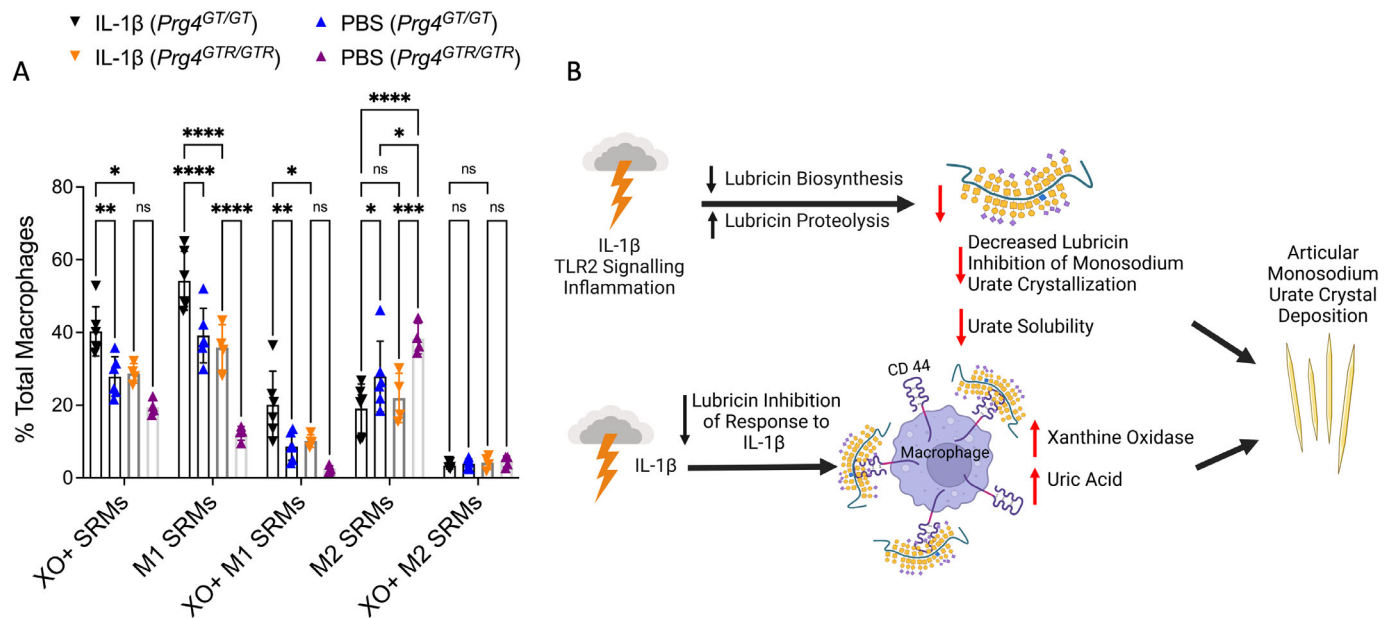 IL-1β (Prg4GT/GT)
PBS (Prg4GT/GT)
IL-1β (Prg4GTR/GTR)
PBS (Prg4GTR/GTR)
A
B
% Total Macrophages
80
60
40
20
0
*
**
ns
****
****
****
*
**
ns
****
*
ns
*
***
ns
ns
ns
XO+ SRMs
M1 SRMs
XO+ M1 SRMs
M2 SRMs
XO+ M2 SRMs
IL-1β
TLR2 Signalling
Inflammation
Lubricin Biosynthesis
Lubricin Proteolysis
Decreased Lubricin
Inhibition of Monosodium
Urate Crystallization
Urate Solubility
Articular
Monosodium
Urate Crystal
Deposition
IL-1β
Lubricin Inhibition
of Response to
IL-1β
CD 44
Macrophage
Xanthine Oxidase
Uric Acid